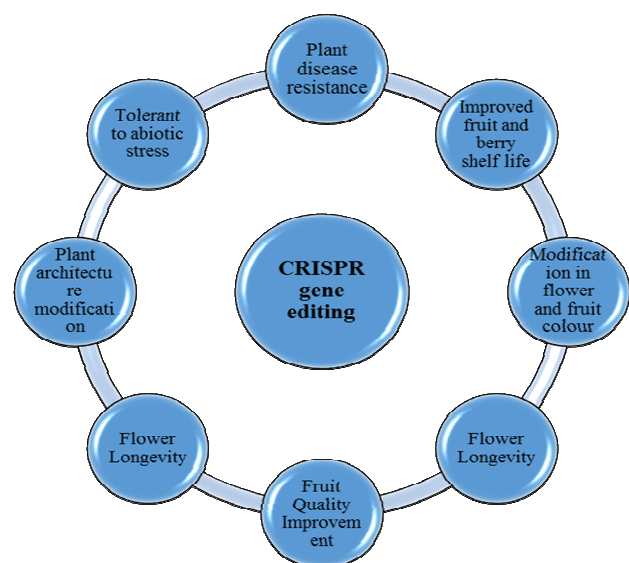 Plant
disease
resistance
Improved
fruit and
berry
shelf life
Modificat
ion in
flower
and fruit
colour
Flower
Longevity
Fruit
Quality
Improvem
ent
Flower
Longevity
Plant
architectu
re
modificati
on
Tolerant
to abiotic
stress
CRISPR
gene
editing